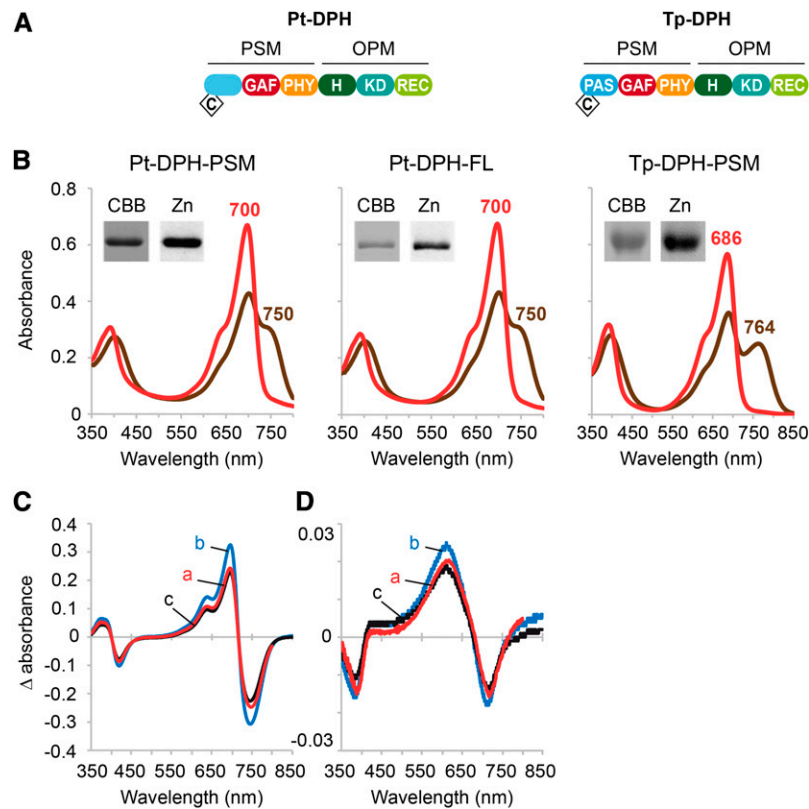 A
Pt-DPH
Tp-DPH
PSM OPM
PSM OPM
GAF PHY H KD REC
C
PAS GAF PHY H KD REC
C
B
Pt-DPH-PSM
Pt-DPH-FL
Tp-DPH-PSM
Absorbance
0.8
0.6
0.4
0.2
0
CBB Zn
700
750
350 450 550 650 750
Wavelength (nm)
CBB Zn
700
750
350 450 550 650 750
Wavelength (nm)
CBB Zn
686
764
350 450 550 650 750
Wavelength (nm)
C
Δ absorbance
0.4
0.3
0.2
0.1
0
-0.1
-0.2
-0.3
-0.4
b
a
c
350 450 550 650 750 850
Wavelength (nm)
D
0.03
0
-0.03
b
a
c
350 450 550 650 750 850
Wavelength (nm)